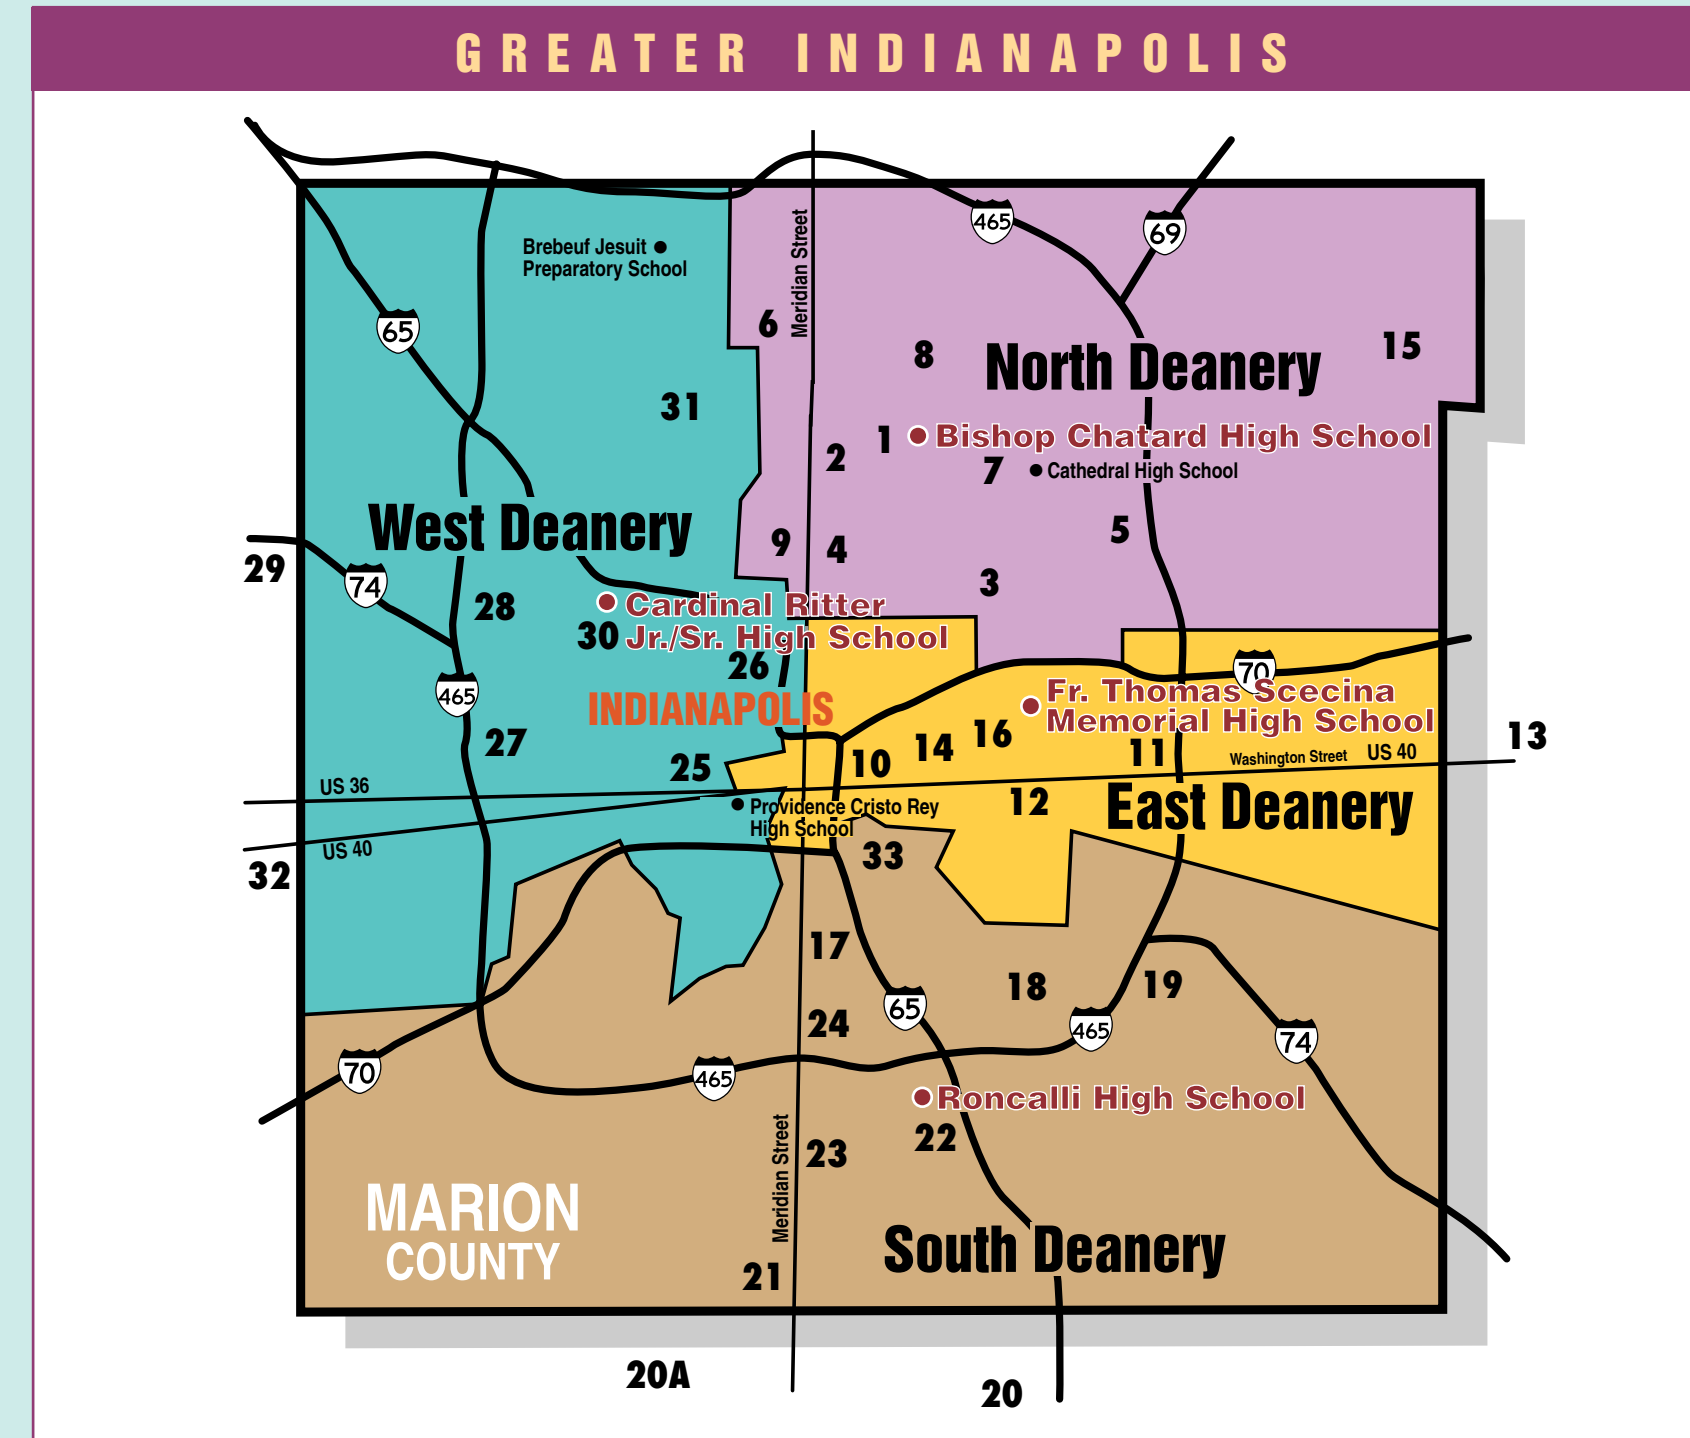 GREATER INDIANAPOLIS
Meridian Street
465
69
Brebeuf Jesuit
Preparatory School
65
6
8
15
North Deanery
31
1
Bishop Chatard High School
2
7
Cathedral High School
West Deanery
5
9
4
29
74
3
28
Cardinal Ritter
30
Jr./Sr. High School
26
70
465
INDIANAPOLIS
Fr. Thomas Scecina
Memorial High School
27
25
10
14
16
11
Washington Street
US 40
13
US 36
Providence Cristo Rey
High School
12
East Deanery
US 40
32
33
17
18
19
65
24
465
74
70
465
Roncalli High School
22
23
Meridian Street
MARION
COUNTY
South Deanery
21
20A
20